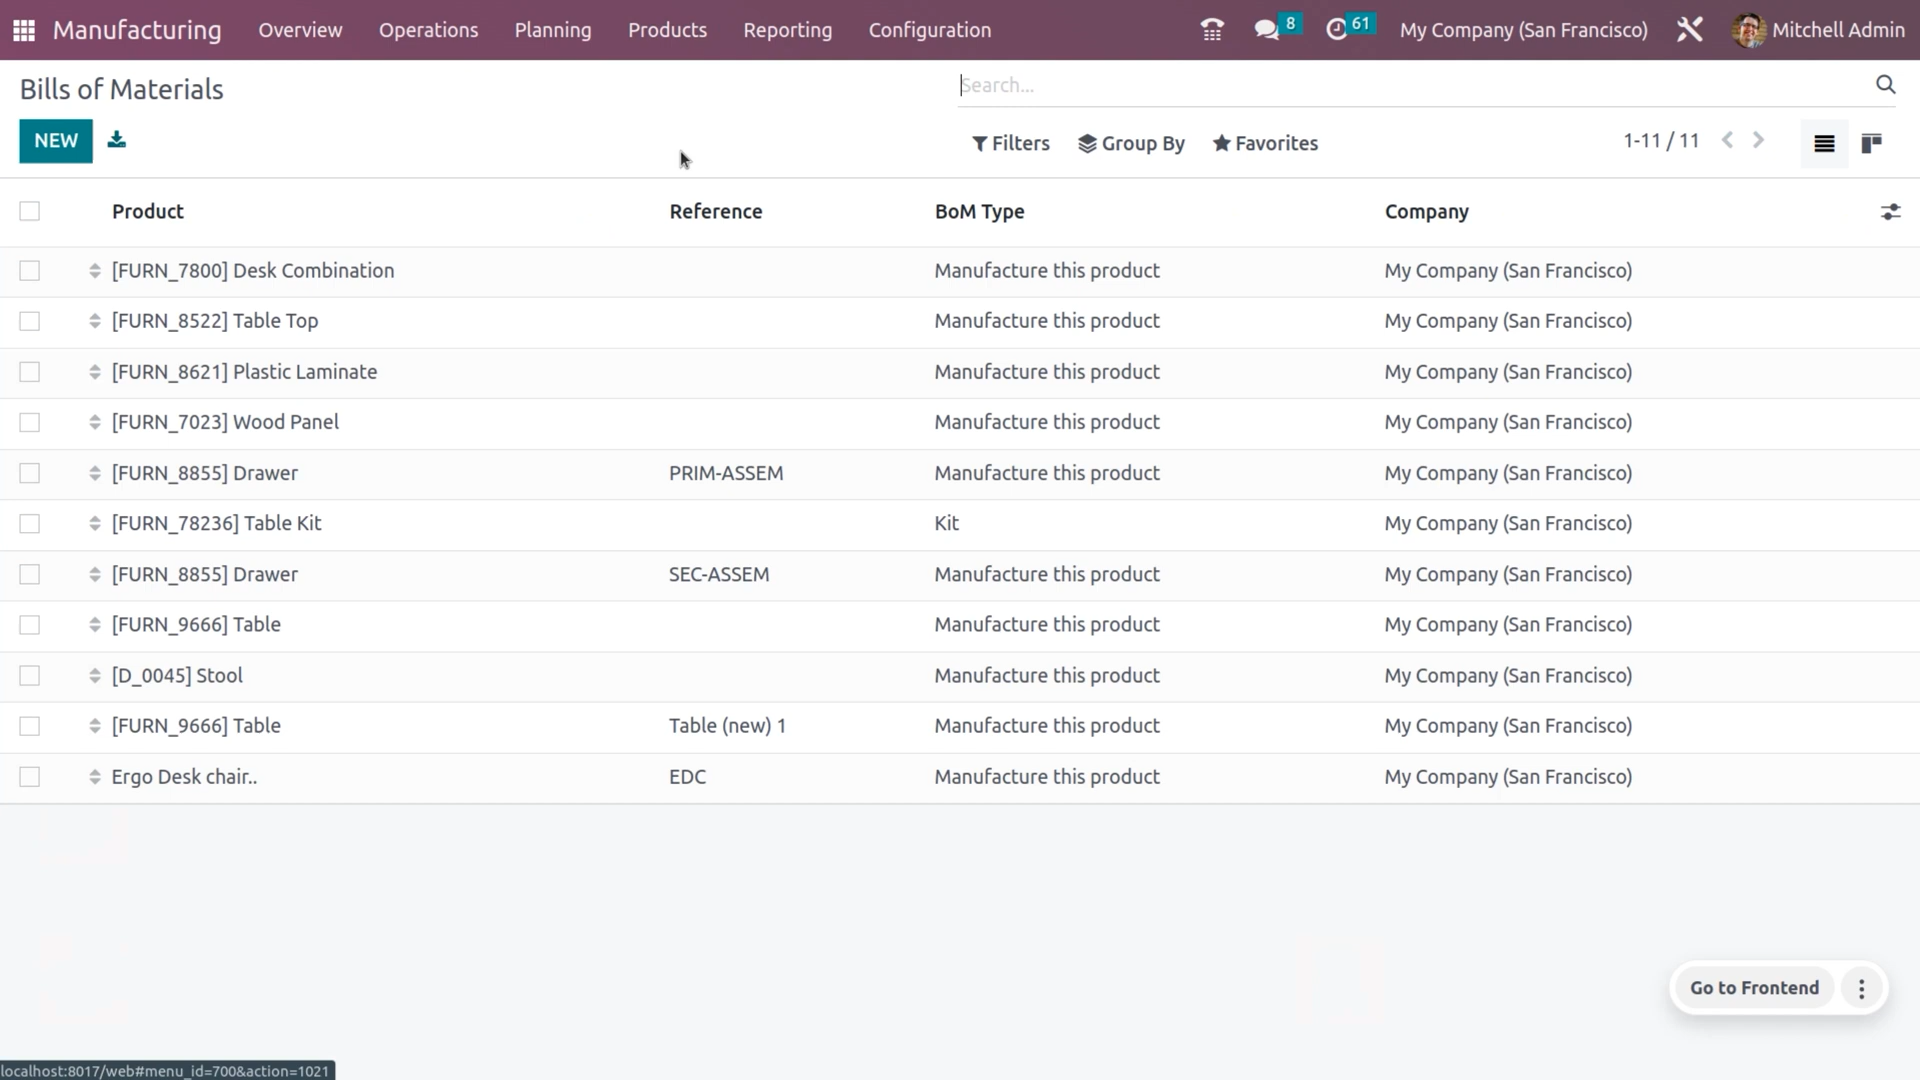 Manufacturing Overview Operations Planning Products Reporting Configuration 8 61 My Company (San Francisco) Mitchell Admin
Bills of Materials Search...
NEW Filters Group By Favorites 1-11 / 11
Product Reference BoM Type Company
[FURN_7800] Desk Combination Manufacture this product My Company (San Francisco)
[FURN_8522] Table Top Manufacture this product My Company (San Francisco)
[FURN_8621] Plastic Laminate Manufacture this product My Company (San Francisco)
[FURN_7023] Wood Panel Manufacture this product My Company (San Francisco)
[FURN_8855] Drawer PRIM-ASSEM Manufacture this product My Company (San Francisco)
[FURN_78236] Table Kit Kit My Company (San Francisco)
[FURN_8855] Drawer SEC-ASSEM Manufacture this product My Company (San Francisco)
[FURN_9666] Table Manufacture this product My Company (San Francisco)
[D_0045] Stool Manufacture this product My Company (San Francisco)
[FURN_9666] Table Table (new) 1 Manufacture this product My Company (San Francisco)
Ergo Desk chair.. EDC Manufacture this product My Company (San Francisco)
Go to Frontend
localhost:8017/web#menu_id=700&action=1021